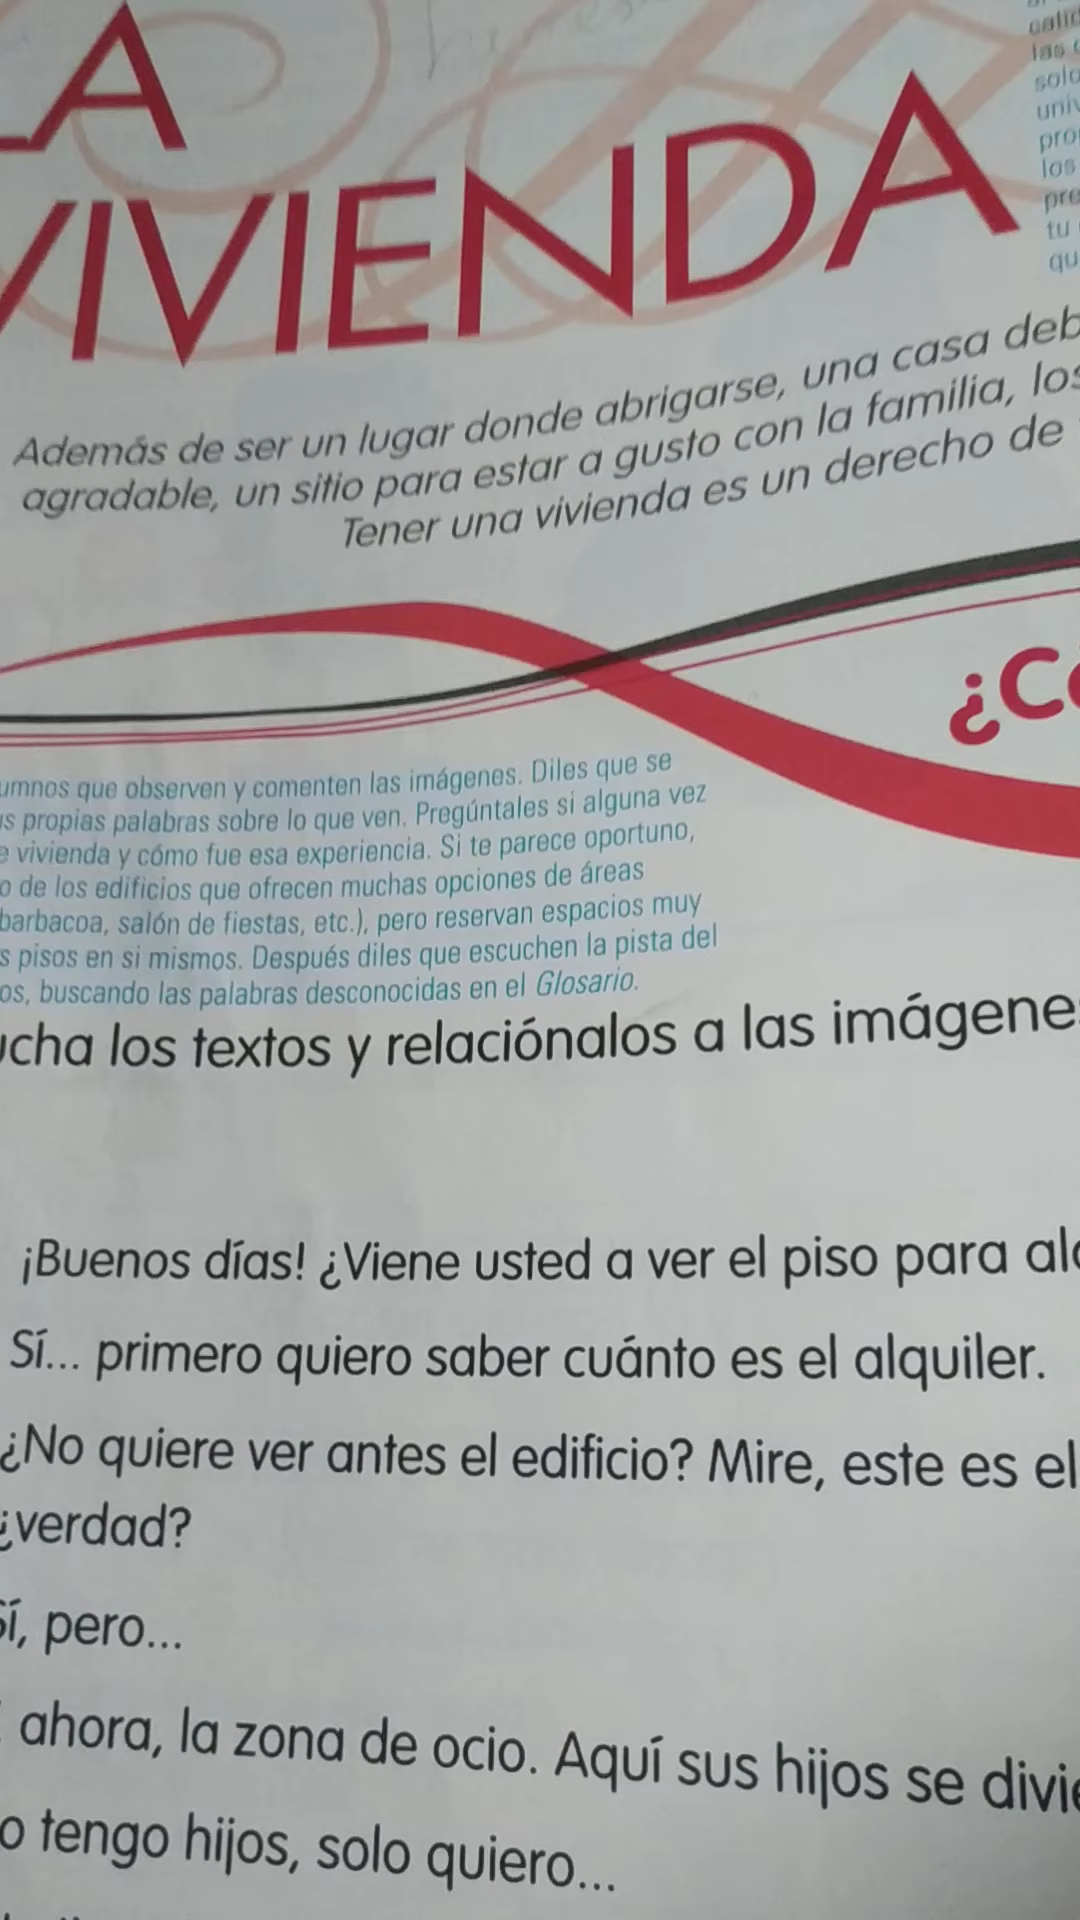 LA
VIVIENDA
las
los
tu
Además de ser un lugar donde abrigarse, una casa
agradable, un sitio para estar a gusto con la familia, los
Tener una vivienda es un derecho de
que observen y comenten las imágenes. Diles que se
propias palabras sobre lo que ven. Pregúntales si alguna vez
vivienda y cómo fue esa experiencia. Si te parece oportuno,
de los edificios que ofrecen muchas opciones de áreas
barbacoa, salón de fiestas, etc.), pero reservan espacios muy
pisos en si mismos. Después diles que escuchen la pista del
buscando las palabras desconocidas en el Glosario.
los textos y relaciónalos a las
¡Buenos días! ¿Viene usted a ver el piso para
Sí... primero quiero saber cuánto es el alquiler.
¿No quiere ver antes el edificio? Mire, este es el
¿verdad?
Sí, pero...
ahora, la zona de ocio. Aquí sus hijos se
tengo hijos, solo quiero...